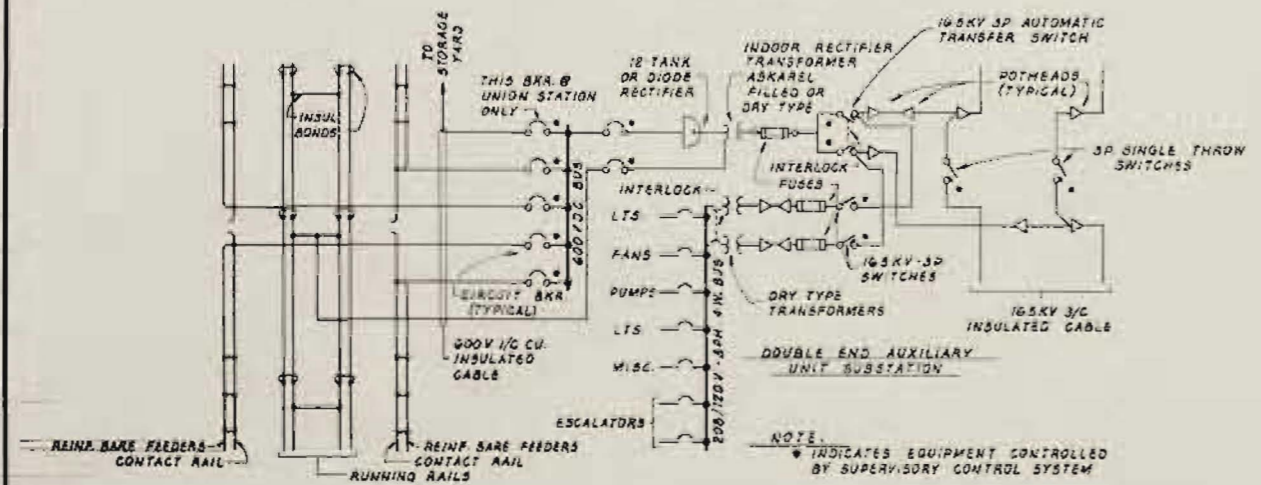 16.5KV 3P AUTOMATIC
TRANSFER SWITCH
TO
STORAGE
YARD
INDOOR RECTIFIER
TRANSFORMER
ASKAREL
FILLED OR
DRY TYPE
12 TANK
OR DIODE
RECTIFIER
POTHEADS
(TYPICAL)
THIS BKR. @
UNION STATION
ONLY
INSUL
BONDS
3P SINGLE THROW
SWITCHES
INTERLOCK
FUSES
INTERLOCK
600V DC BUS
LTS
FANS
PUMPS
LTS
MISC.
ESCALATORS
208/120V - 3PH 4W. BUS
16.5KV-3P
SWITCHES
DRY TYPE
TRANSFORMERS
CIRCUIT BKR.
(TYPICAL)
600V 1/C CU.
INSULATED
CABLE
16.5KV 3/C
INSULATED CABLE
DOUBLE END AUXILIARY
UNIT SUBSTATION
REINF. BARE FEEDERS
CONTACT RAIL
REINF. BARE FEEDERS
CONTACT RAIL
RUNNING RAILS
NOTE.
* INDICATES EQUIPMENT CONTROLLED
BY SUPERVISORY CONTROL SYSTEM